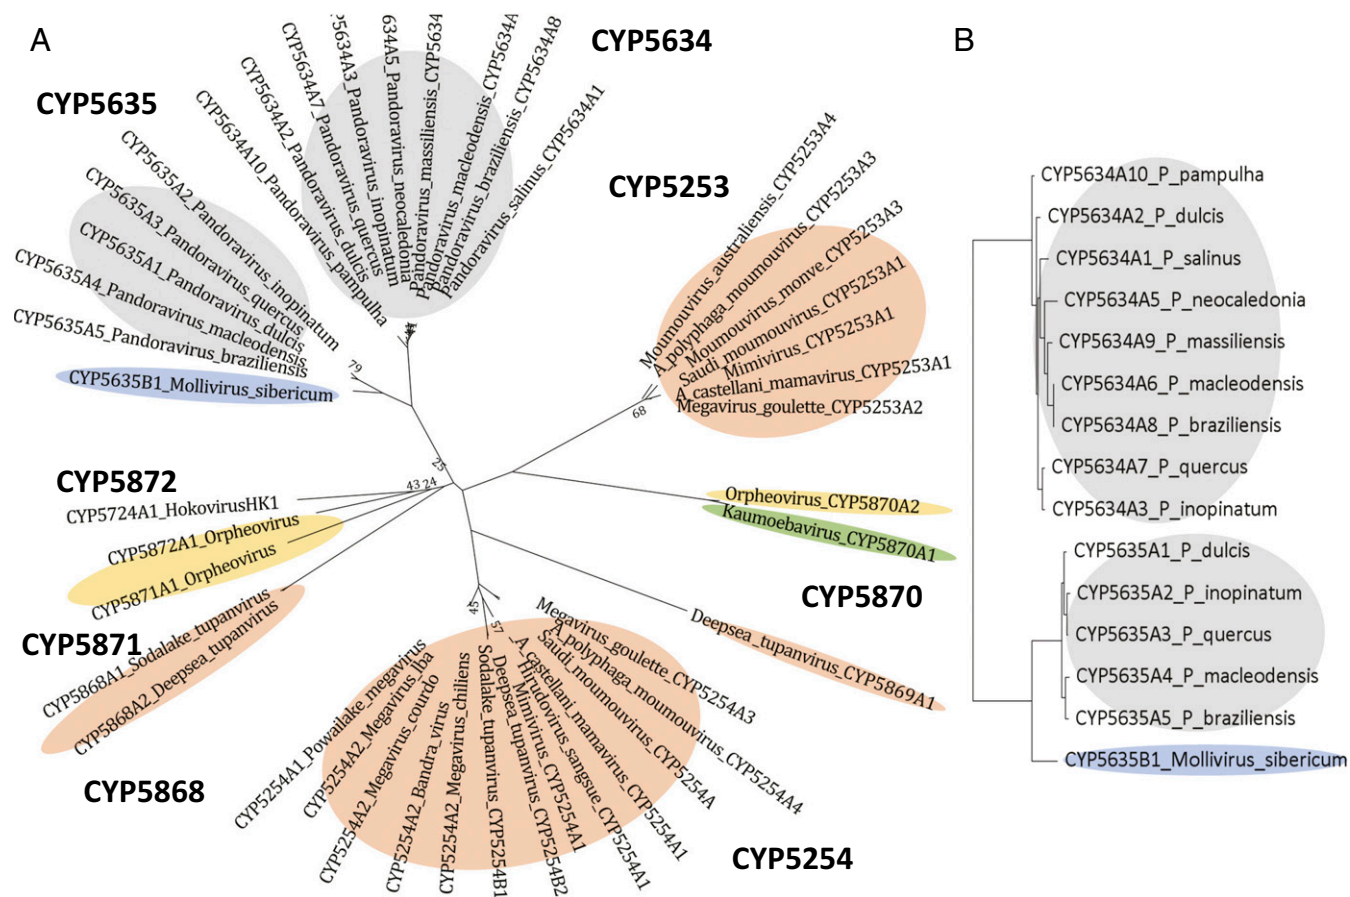 A
CYP5634
B
CYP5635
CYP5253
CYP5635A2_Pandoravirus_inopinatum
CYP5635A3_Pandoravirus_quercus
CYP5635A1_Pandoravirus_dulcis
CYP5635A4_Pandoravirus_macleodensis
CYP5635A5_Pandoravirus_braziliensis
CYP5635B1_Mollivirus_sibericum
79
CYP5634A10_Pandoravirus_pampulha
CYP5634A2_Pandoravirus_dulcis
CYP5634A7_Pandoravirus_quercus
P5634A3_Pandoravirus_inopinatum
634A5_Pandoravirus_neocaledonia
Pandoravirus_massiliensis_CYP5634
Pandoravirus_macleodensis_CYP5634A
Pandoravirus_braziliensis_CYP5634A8
Pandoravirus_salinus_CYP5634A1
Moumouvirus_australiensis_CYP5253A4
A_polyphaga_moumouvirus_CYP5253A3
Moumouvirus_monve_CYP5253A3
Saudi_moumouvirus_CYP5253A1
Mimivirus_CYP5253A1
A_castellani_mamavirus_CYP5253A1
Megavirus_goulette_CYP5253A2
68
25
43
24
CYP5872
CYP5724A1_HokovirusHK1
CYP5872A1_Orpheovirus
CYP5871A1_Orpheovirus
CYP5871
CYP5868A1_Sodalake_tupanvirus
CYP5868A2_Deepsea_tupanvirus
CYP5868
Orpheovirus_CYP5870A2
Kaumoebavirus_CYP5870A1
CYP5870
Deepsea_tupanvirus_CYP5869A1
45
57
CYP5254A1_Powailake_megavirus
CYP5254A2_Megavirus_lba
CYP5254A2_Megavirus_courdo
CYP5254A2_Bandra_virus
CYP5254A2_Megavirus_chiliens
Sodalake_tupanvirus_CYP5254B1
Deepsea_tupanvirus_CYP5254B2
Mimivirus_CYP5254A1
Hirudovirus_sangsue_CYP5254A1
A_castellani_mamavirus_CYP5254A1
Saudi_moumouvirus_CYP5254A
A_polyphaga_moumouvirus_CYP5254A4
Megavirus_goulette_CYP5254A3
CYP5254
CYP5634A10_P_pampulha
CYP5634A2_P_dulcis
CYP5634A1_P_salinus
CYP5634A5_P_neocaledonia
CYP5634A9_P_massiliensis
CYP5634A6_P_macleodensis
CYP5634A8_P_braziliensis
CYP5634A7_P_quercus
CYP5634A3_P_inopinatum
CYP5635A1_P_dulcis
CYP5635A2_P_inopinatum
CYP5635A3_P_quercus
CYP5635A4_P_macleodensis
CYP5635A5_P_braziliensis
CYP5635B1_Mollivirus_sibericum